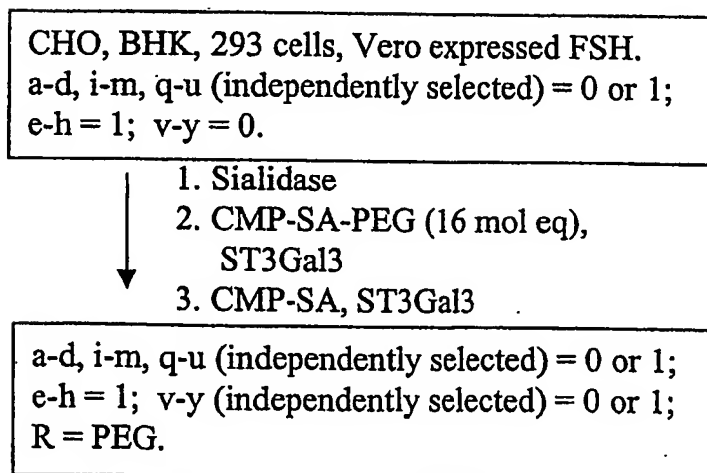 CHO, BHK, 293 cells, Vero expressed FSH.
a-d, i-m, q-u (independently selected) = 0 or 1;
e-h = 1; v-y = 0.
1. Sialidase
2. CMP-SA-PEG (16 mol eq),
ST3Gal3
3. CMP-SA, ST3Gal3
a-d, i-m, q-u (independently selected) = 0 or 1;
e-h = 1; v-y (independently selected) = 0 or 1;
R = PEG.